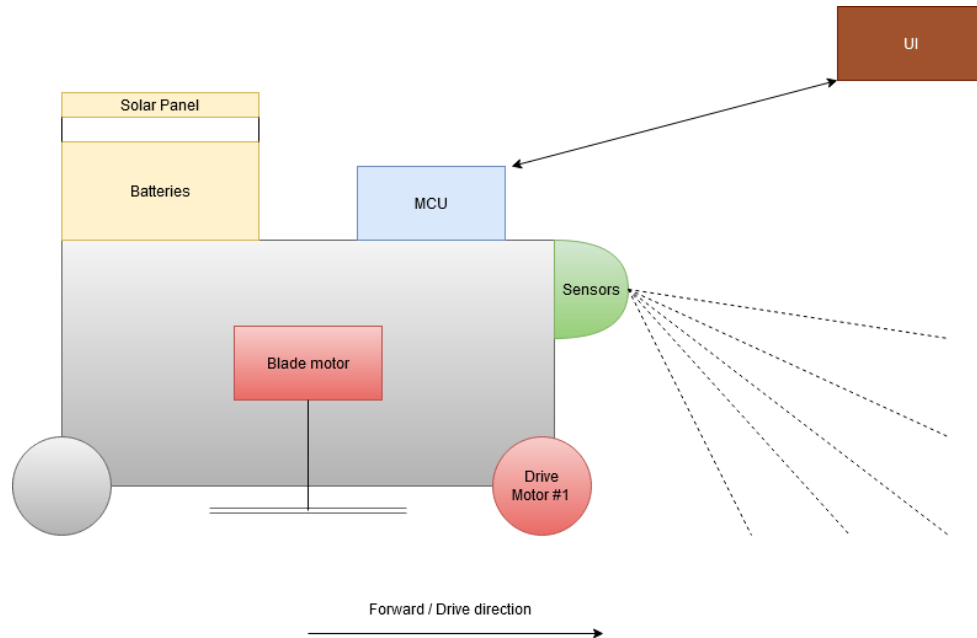 UI
Solar Panel
Batteries
MCU
Sensors
Blade motor
Drive
Motor #1
Forward / Drive direction